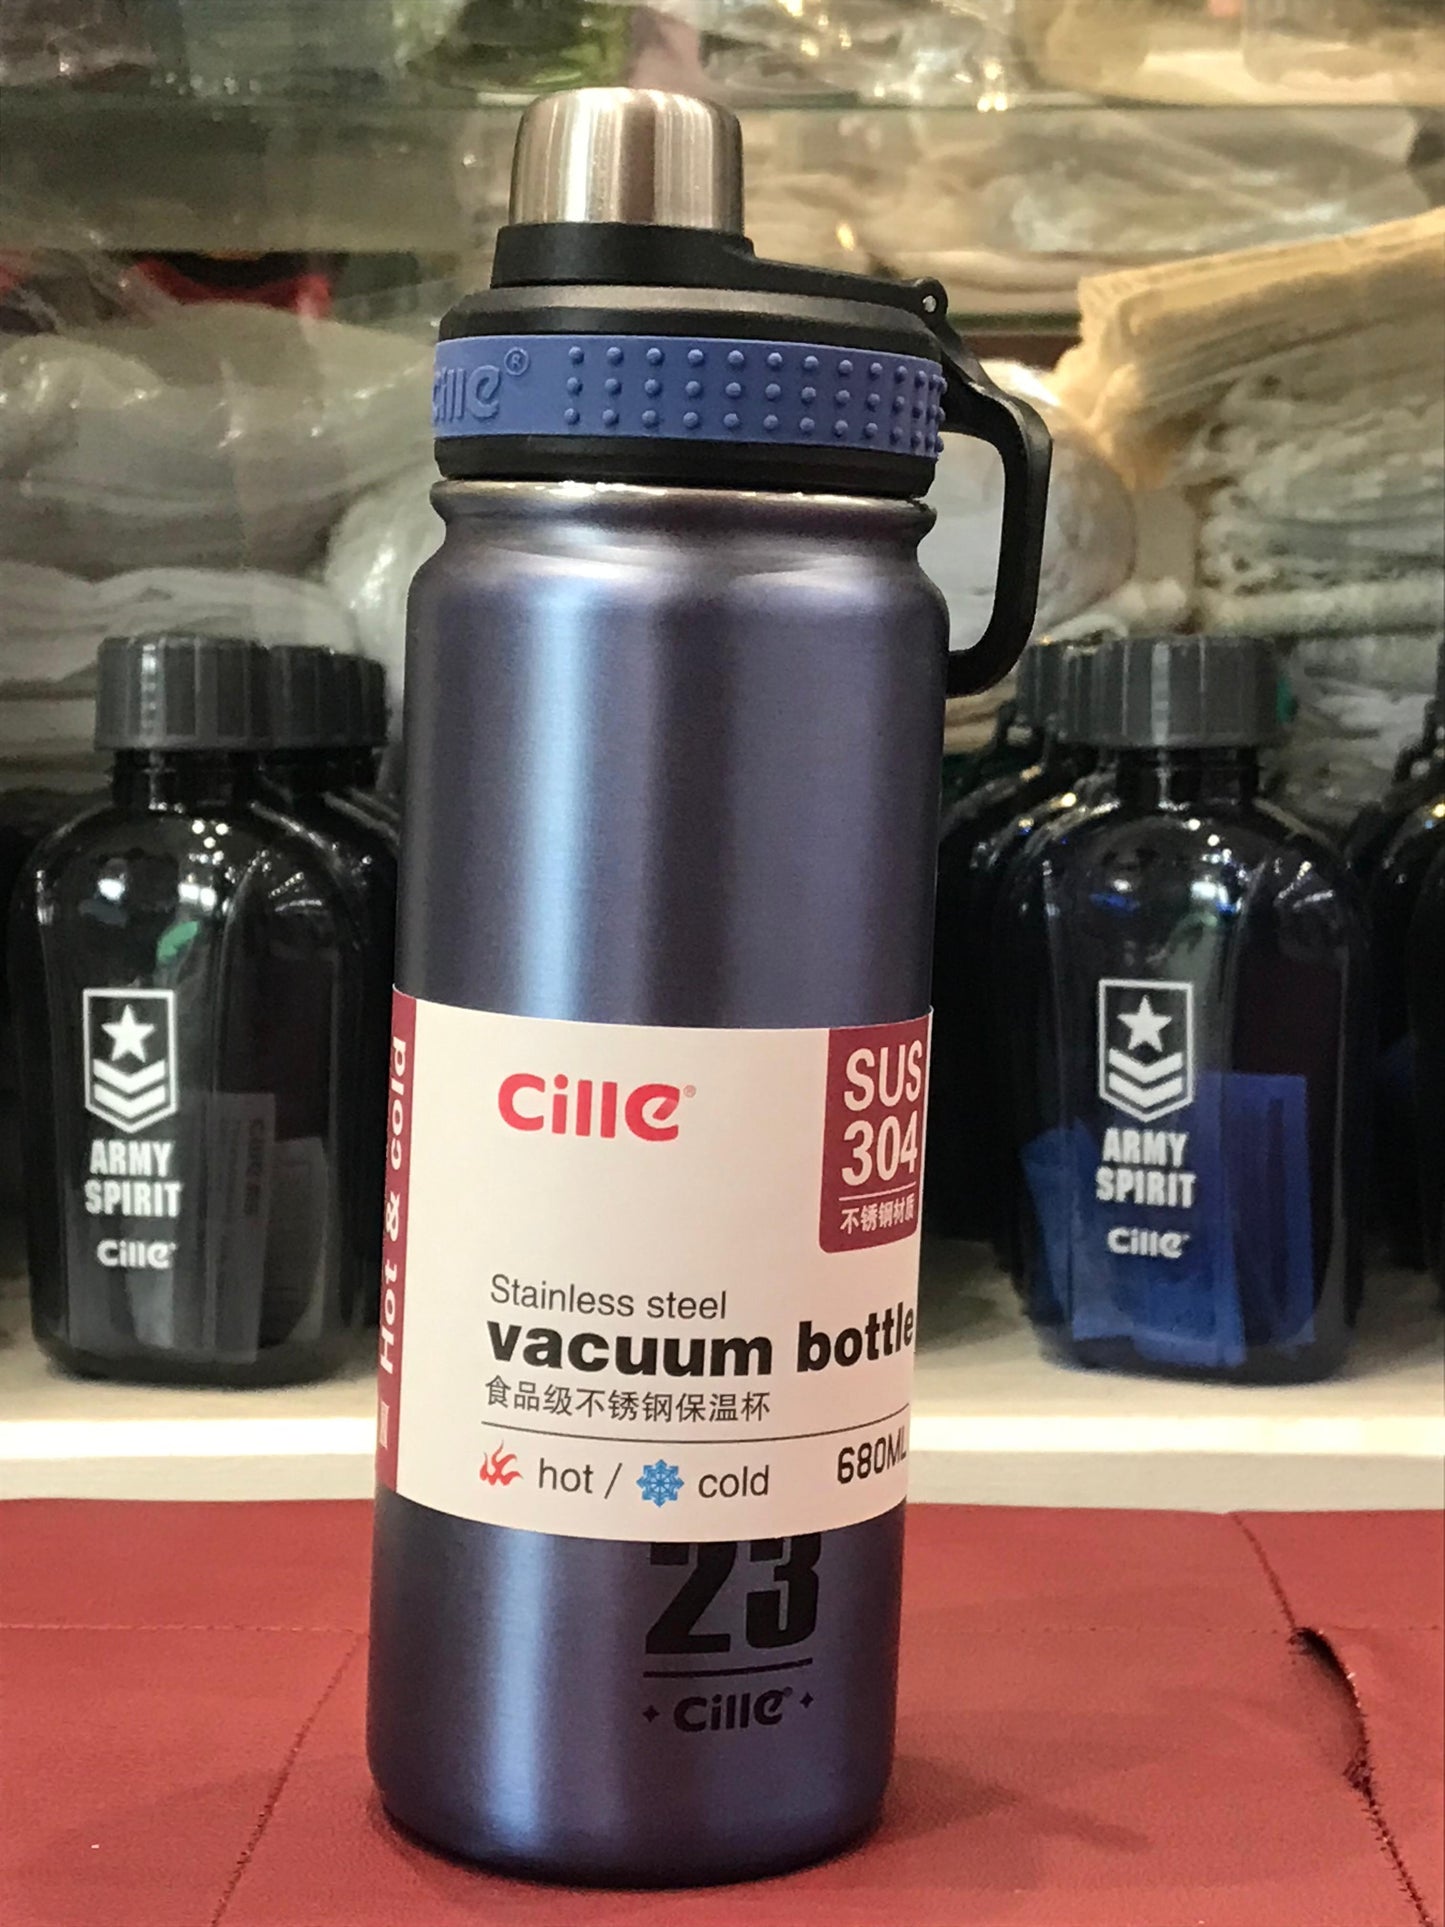 cille®
Hot & cold
Cille®
SUS
304
不锈钢材质
Stainless steel
vacuum bottle
食品级不锈钢保温杯
hot / cold
680ML
23
Cille®
ARMY
SPIRIT
Cille
ARMY
SPIRIT
Cille